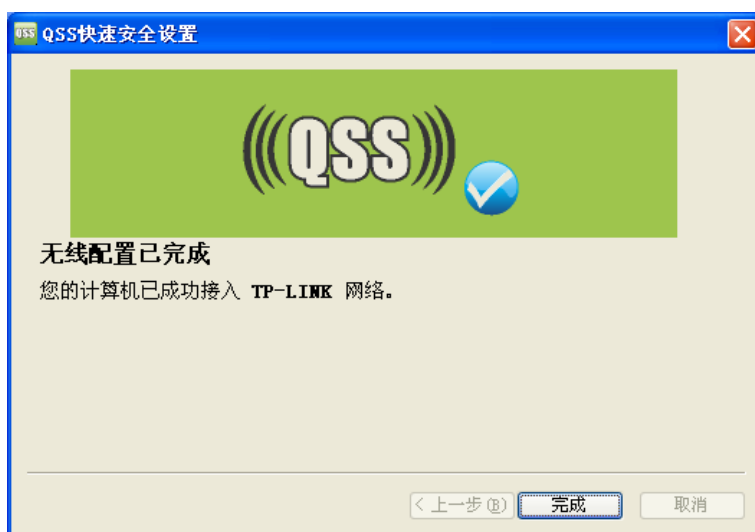 QSS QSS快速安全设置
(((QSS)))
无线配置已完成
您的计算机已成功接入 TP-LINK 网络。
< 上一步(B)
完成
取消